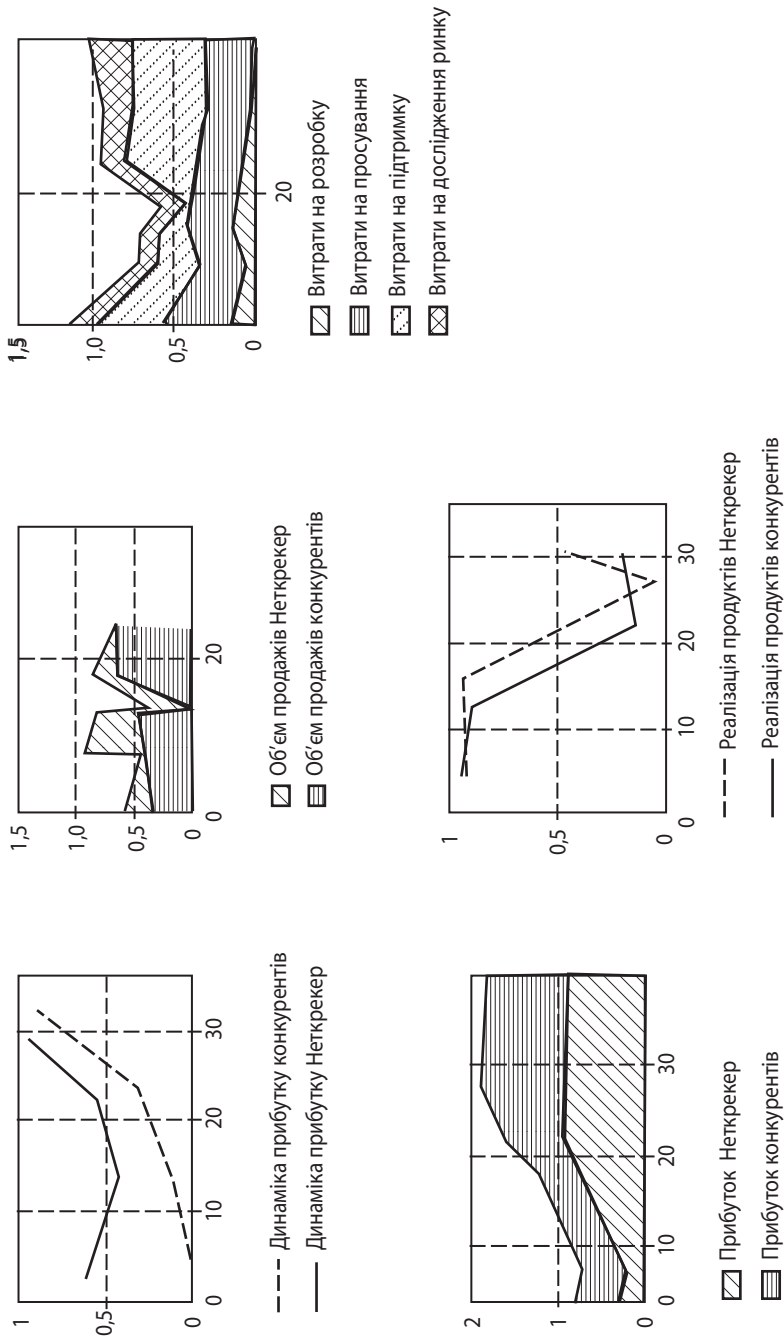 1
0,5
0
0
10
20
30
Динаміка прибутку конкурентів
Динаміка прибутку Неткрекер
1,5
1,0
0,5
0
0
20
Об’єм продажів Неткрекер
Об’єм продажів конкурентів
1,5
1,0
0,5
0
20
Витрати на розробку
Витрати на просування
Витрати на підтримку
Витрати на дослідження ринку
2
1
0
0
10
20
30
Прибуток Неткрекер
Прибуток конкурентів
1
0,5
0
0
10
20
30
Реалізація продуктів Неткрекер
Реалізація продуктів конкурентів